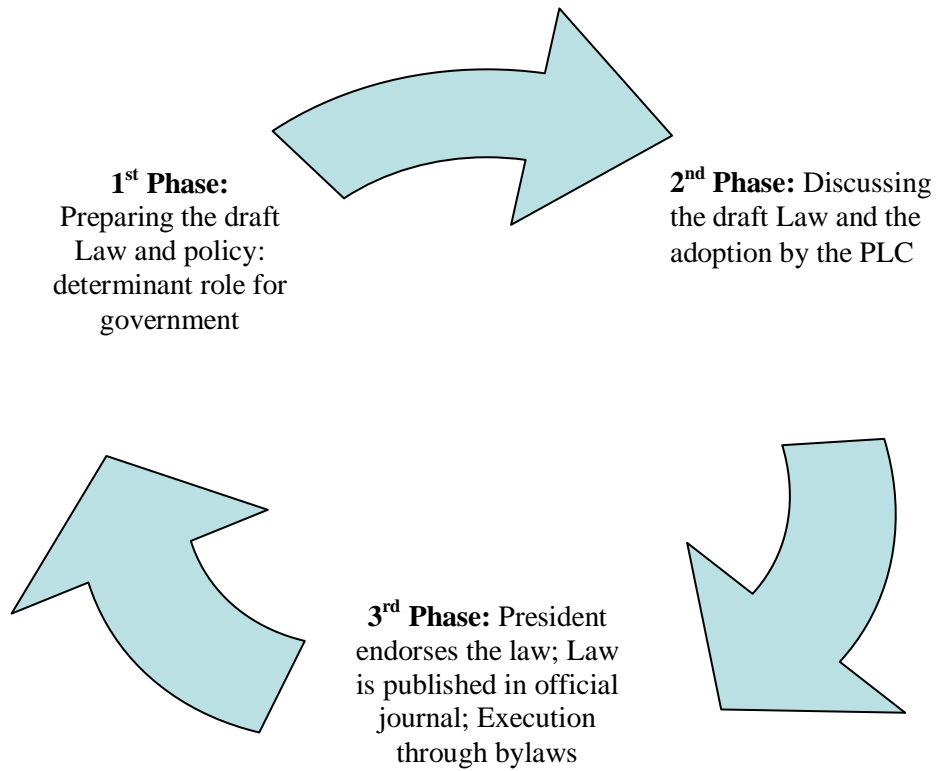 1st Phase:
Preparing the draft
Law and policy:
determinant role for
government
2nd Phase: Discussing
the draft Law and the
adoption by the PLC
3rd Phase: President
endorses the law; Law
is published in official
journal; Execution
through bylaws